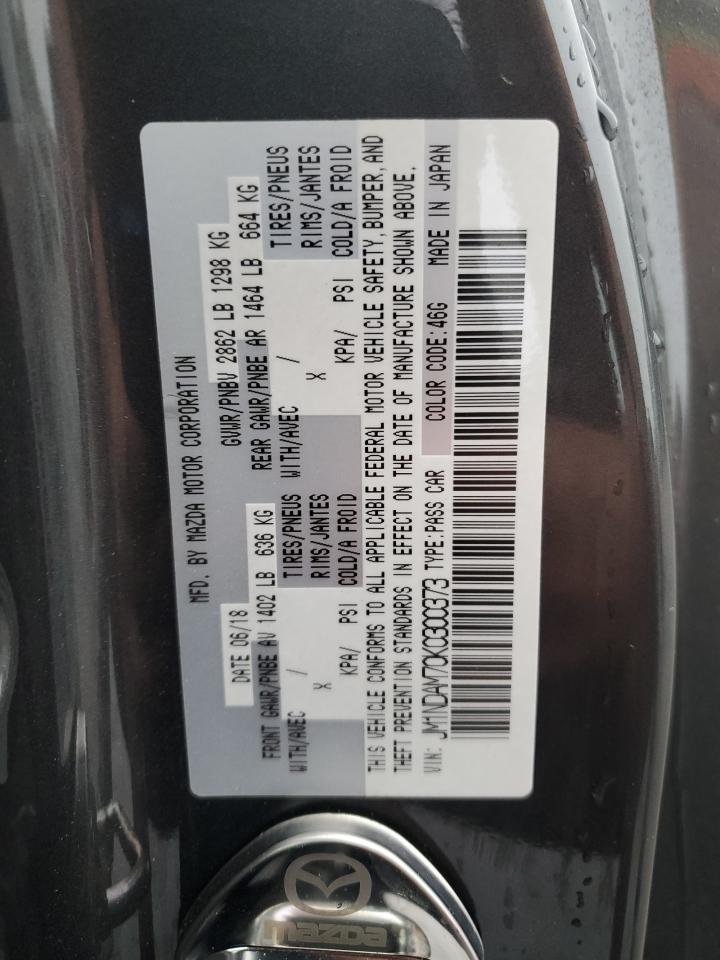 MFD. BY MAZDA MOTOR CORPORATION
DATE 06/18
GVWR/PNBV 2862 LB 1298 KG
FRONT GAWR/PNBE AV 1402 LB 636 KG
REAR GAWR/PNBE AR 1464 LB 664 KG
WITH/AVEC / TIRES/PNEUS WITH/AVEC / TIRES/PNEUS
X RIMS/JANTES X RIMS/JANTES
KPA/ PSI COLD/A FROID KPA/ PSI COLD/A FROID
THIS VEHICLE CONFORMS TO ALL APPLICABLE FEDERAL MOTOR VEHICLE SAFETY, BUMPER, AND
THEFT PREVENTION STANDARDS IN EFFECT ON THE DATE OF MANUFACTURE SHOWN ABOVE.
VIN: JM1NDAM70K0300373 TYPE:PASS CAR COLOR CODE:46G MADE IN JAPAN
mazda